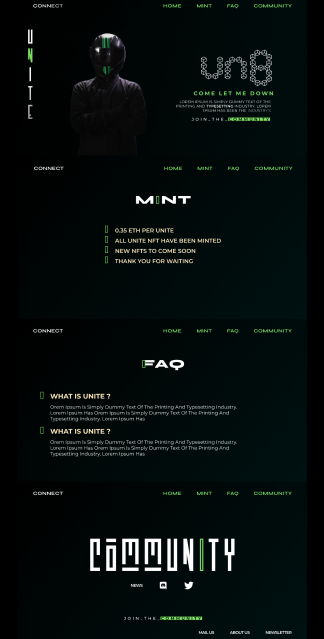 CONNECT HOME MINT FAQ COMMUNITY
UNITE
un8
COME LET ME DOWN
LOREM IPSUM IS SIMPLY DUMMY TEXT OF THE
PRINTING AND TYPESETTING INDUSTRY. LOREM
IPSUM HAS BEEN THE INDUSTRY'S
JOIN_THE_COMMUNITY
CONNECT HOME MINT FAQ COMMUNITY
MINT
0.35 ETH PER UNITE
ALL UNITE NFT HAVE BEEN MINTED
NEW NFTS TO COME SOON
THANK YOU FOR WAITING
CONNECT HOME MINT FAQ COMMUNITY
FAQ
WHAT IS UNITE ?
Orem Ipsum Is Simply Dummy Text Of The Printing And Typesetting Industry.
Lorem Ipsum Has Orem Ipsum Is Simply Dummy Text Of The Printing And
Typesetting Industry. Lorem Ipsum Has
WHAT IS UNITE ?
Orem Ipsum Is Simply Dummy Text Of The Printing And Typesetting Industry.
Lorem Ipsum Has Orem Ipsum Is Simply Dummy Text Of The Printing And
Typesetting Industry. Lorem Ipsum Has
CONNECT HOME MINT FAQ COMMUNITY
COMMUNITY
NEWS
JOIN_THE_COMMUNITY
MAIL US ABOUT US NEWSLETTER